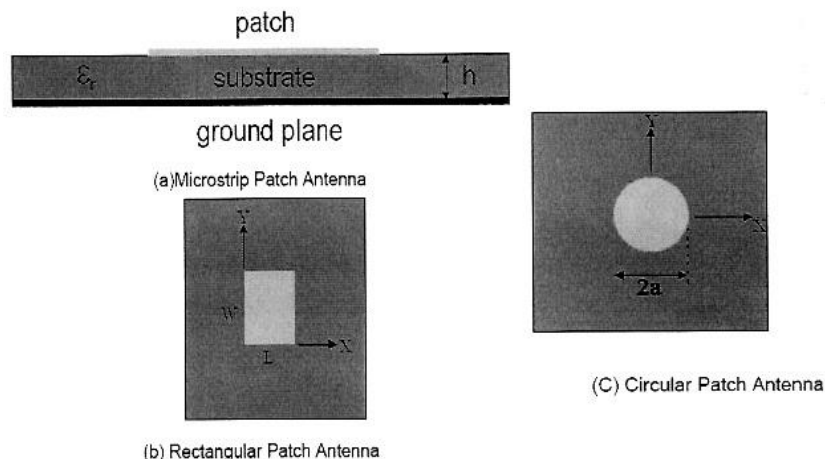 patch
εr substrate h
ground plane
(a)Microstrip Patch Antenna
Y
W
X
L
(b) Rectangular Patch Antenna
Y
X
2a
(C) Circular Patch Antenna